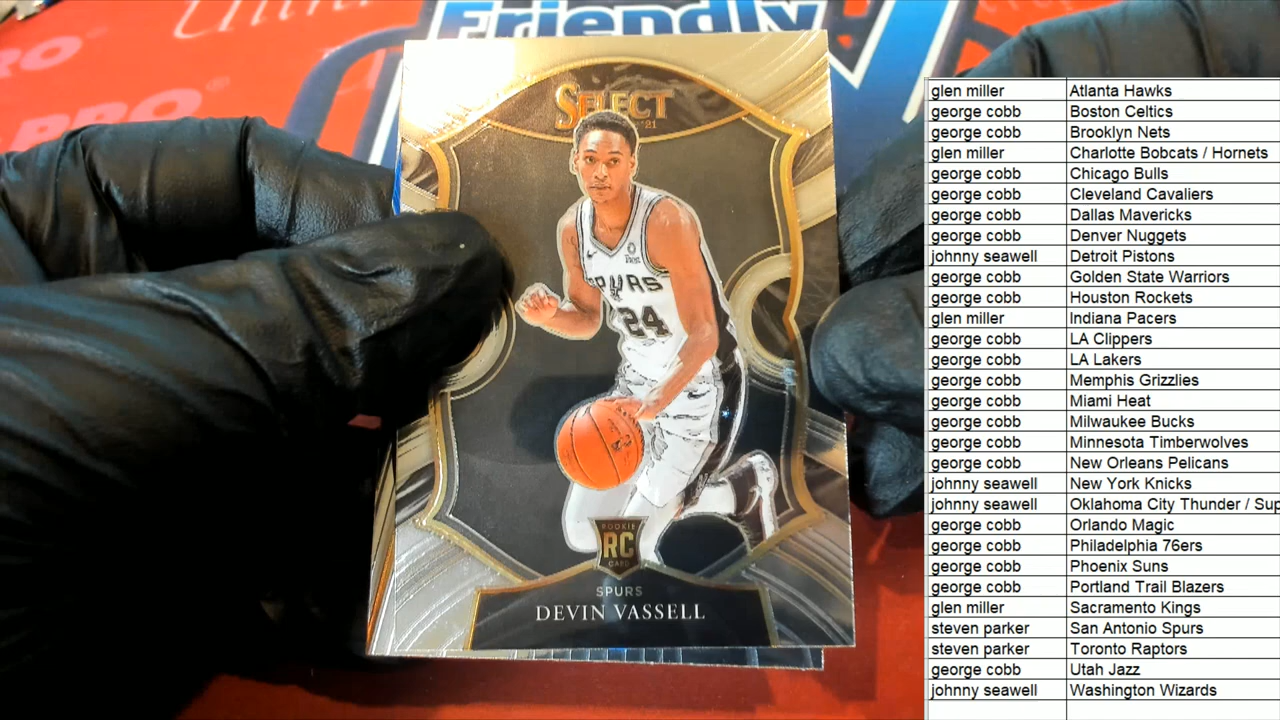 Friendly
RO
PRO
SELECT
SPURS
24
ROOKIE
RC
CARD
SPURS
DEVIN VASSELL
glen miller Atlanta Hawks
george cobb Boston Celtics
george cobb Brooklyn Nets
glen miller Charlotte Bobcats / Hornets
george cobb Chicago Bulls
george cobb Cleveland Cavaliers
george cobb Dallas Mavericks
george cobb Denver Nuggets
johnny seawell Detroit Pistons
george cobb Golden State Warriors
george cobb Houston Rockets
glen miller Indiana Pacers
george cobb LA Clippers
george cobb LA Lakers
george cobb Memphis Grizzlies
george cobb Miami Heat
george cobb Milwaukee Bucks
george cobb Minnesota Timberwolves
george cobb New Orleans Pelicans
johnny seawell New York Knicks
johnny seawell Oklahoma City Thunder / Sup
george cobb Orlando Magic
george cobb Philadelphia 76ers
george cobb Phoenix Suns
george cobb Portland Trail Blazers
glen miller Sacramento Kings
steven parker San Antonio Spurs
steven parker Toronto Raptors
george cobb Utah Jazz
johnny seawell Washington Wizards